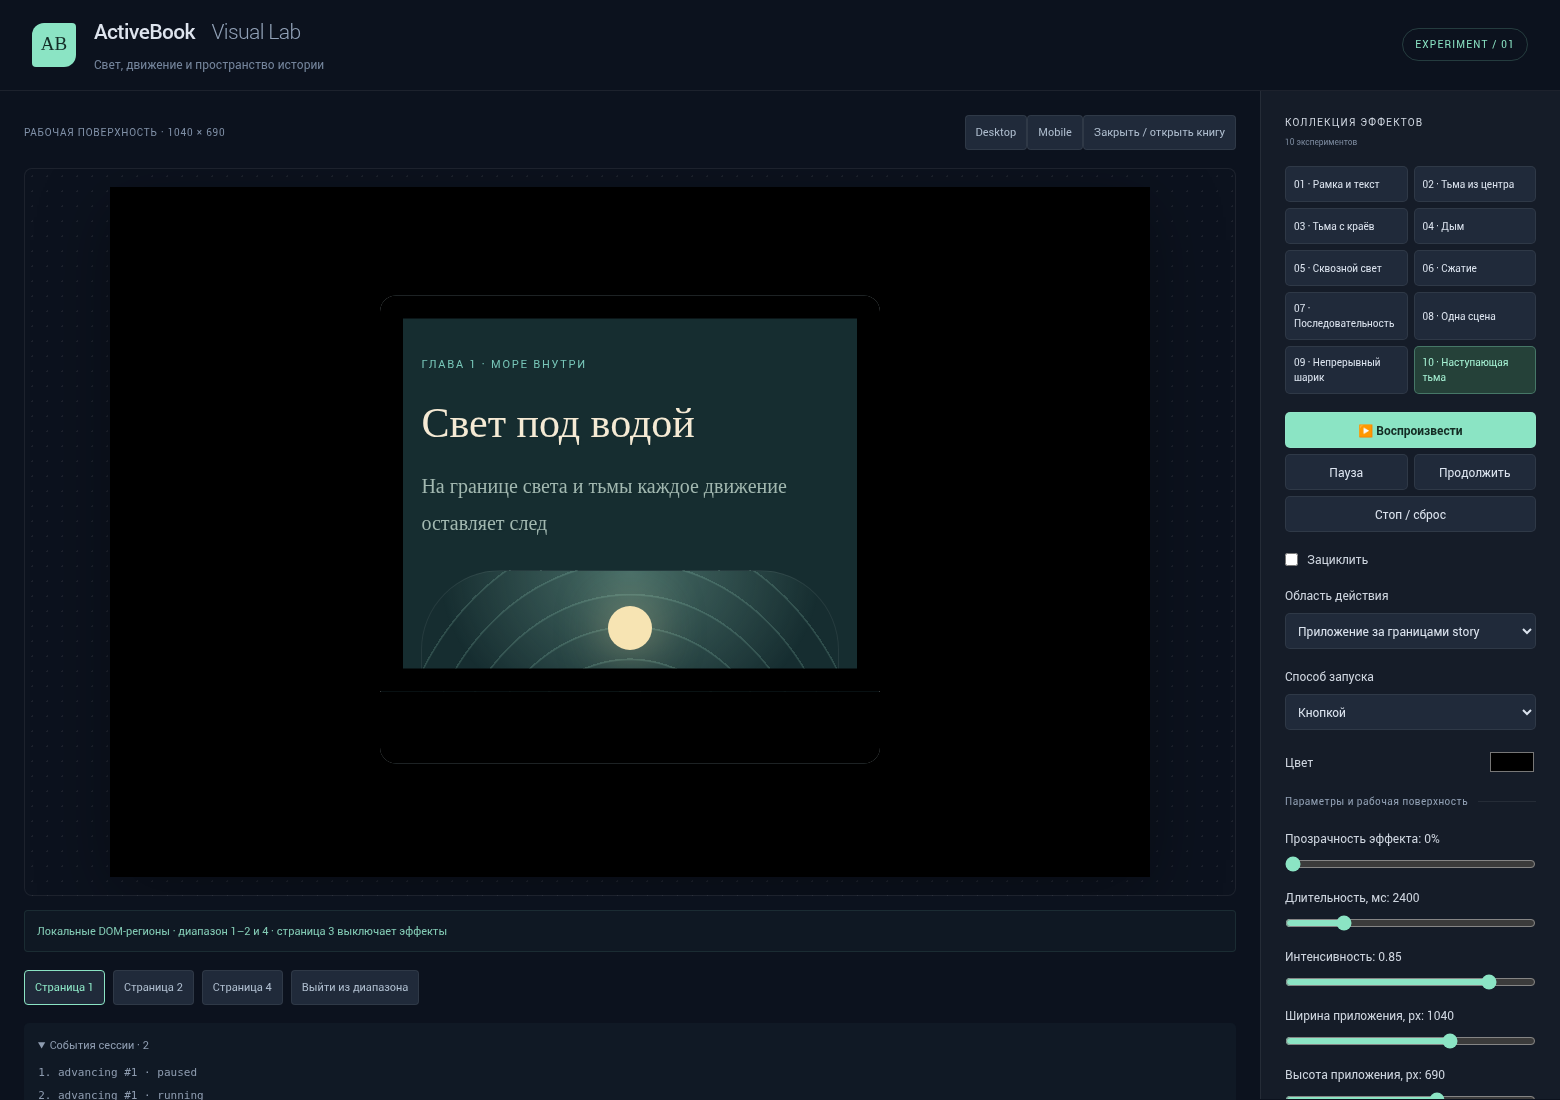 AB
ActiveBook Visual Lab
Свет, движение и пространство истории
EXPERIMENT / 01
РАБОЧАЯ ПОВЕРХНОСТЬ · 1040 × 690
Desktop
Mobile
Закрыть / открыть книгу
ГЛАВА 1 · МОРЕ ВНУТРИ
Свет под водой
На границе света и тьмы каждое движение
оставляет след
Локальные DOM-регионы · диапазон 1–2 и 4 · страница 3 выключает эффекты
Страница 1
Страница 2
Страница 4
Выйти из диапазона
▼ События сессии · 2
1. advancing #1 · paused
2. advancing #1 · running
КОЛЛЕКЦИЯ ЭФФЕКТОВ
10 экспериментов
01 · Рамка и текст
02 · Тьма из центра
03 · Тьма с краёв
04 · Дым
05 · Сквозной свет
06 · Сжатие
07 ·
Последовательность
08 · Одна сцена
09 · Непрерывный
шарик
10 · Наступающая
тьма
▶️ Воспроизвести
Пауза
Продолжить
Стоп / сброс
Зациклить
Область действия
Приложение за границами story
Способ запуска
Кнопкой
Цвет
Параметры и рабочая поверхность
Прозрачность эффекта: 0%
Длительность, мс: 2400
Интенсивность: 0.85
Ширина приложения, px: 1040
Высота приложения, px: 690